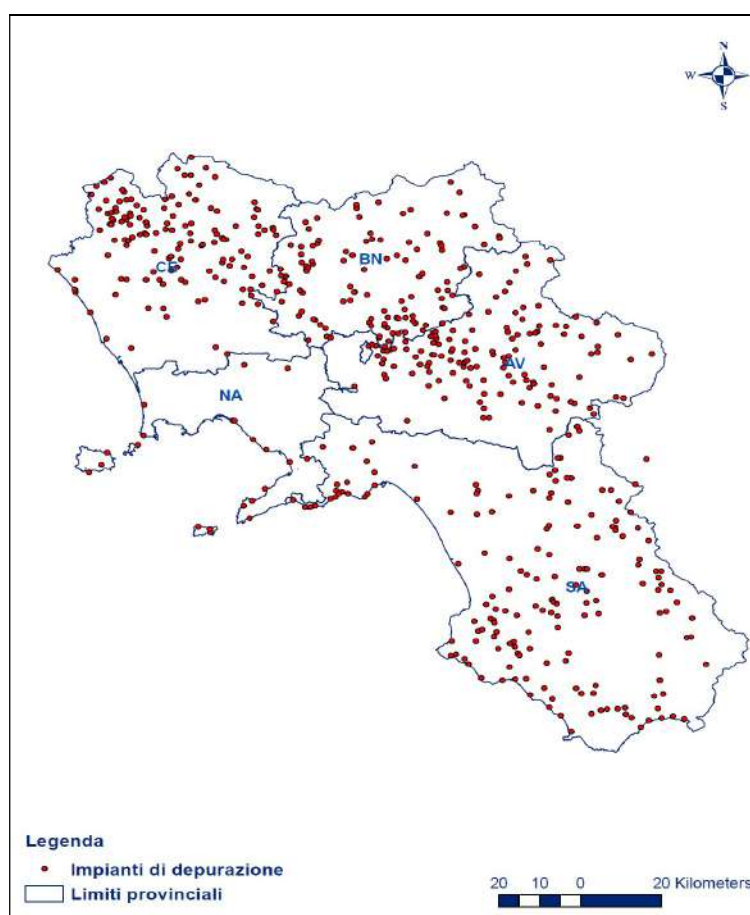 N
W E
S
CE
BN
AV
NA
SA
Legenda
Impianti di depurazione
Limiti provinciali
20 10 0 20 Kilometers